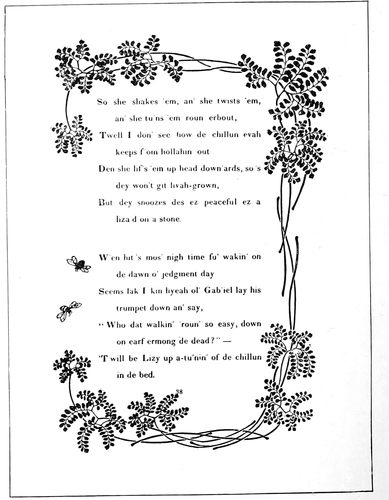 So she shakes 'em, an' she twists 'em,
an' she tu'ns 'em roun erbout,
'Twell I don' see how de chillun evah
keeps f'om hollahin out
Den she lif's 'em up head down'ards, so's
dey won't git livah-grown,
But dey snoozes des ez peaceful ez a
liza'd on a stone.
W'en hit's mos' nigh time fu' wakin' on
de dawn o' jedgment day
Seems lak I kin hyeah ol' Gab'iel lay his
trumpet down an' say,
"Who dat walkin' 'roun' so easy, down
on earf ermong de dead?"—
'T will be Lizy up a-tu'nin' of de chillun
in de bed.
38